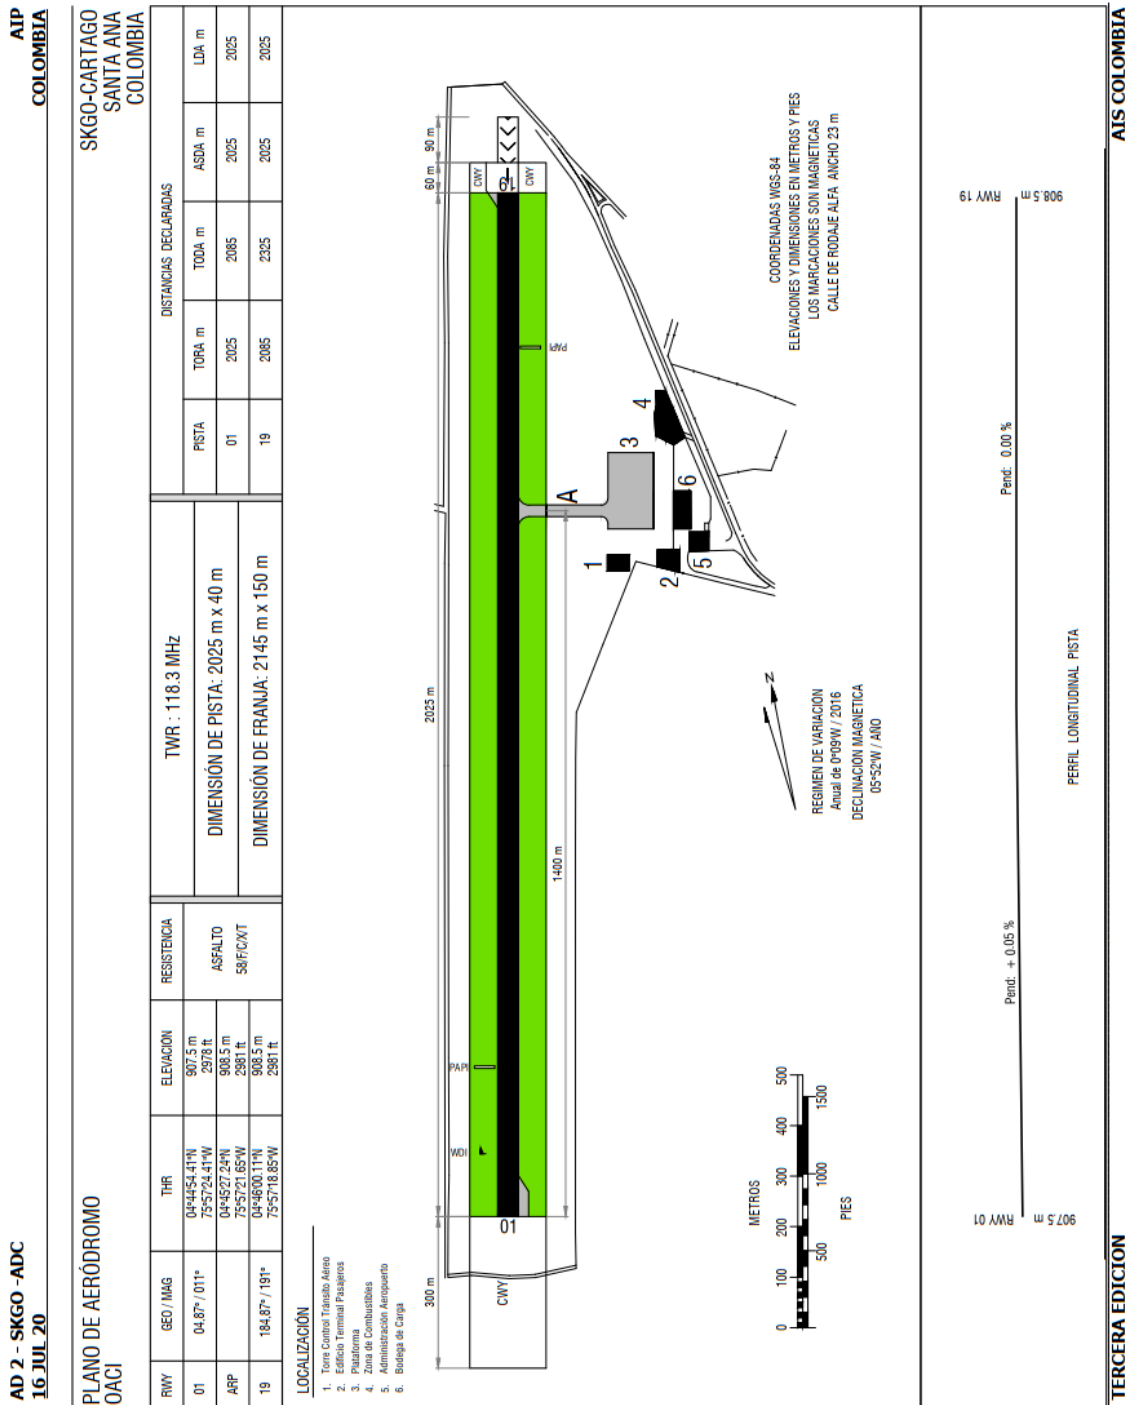 AD 2 - SKGO -ADC
16 JUL 20
AIP
COLOMBIA
PLANO DE AERÓDROMO
OACI
SKGO-CARTAGO
SANTA ANA
COLOMBIA
RWY GEO / MAG THR ELEVACION RESISTENCIA
01 04.87° / 011° 04°44'54.41"N 75°57'24.41"W 907.5 m 2978 ft
ARP 04°45'27.24"N 75°57'21.65"W 908.5 m 2981 ft
19 184.87° / 191° 04°46'00.11"N 75°57'18.85"W 908.5 m 2981 ft
ASFALTO
58/F/C/X/T
TWR : 118.3 MHz
DIMENSIÓN DE PISTA: 2025 m x 40 m
DIMENSIÓN DE FRANJA: 2145 m x 150 m
DISTANCIAS DECLARADAS
PISTA TORA m TODA m ASDA m LDA m
01 2025 2085 2025 2025
19 2085 2325 2025 2025
LOCALIZACIÓN
1. Torre Control Tránsito Aéreo
2. Edificio Terminal Pasajeros
3. Plataforma
4. Zona de Combustibles
5. Administración Aeropuerto
6. Bodega de Carga
300 m
2025 m
60 m
90 m
CWY
01
WDI
PAPI
1400 m
A
PAPI
CWY
CWY
1
2
3
4
5
6
N
REGIMEN DE VARIACION
Anual de 0°09'W / 2016
DECLINACION MAGNETICA
05°52'W / AÑO
COORDENADAS WGS-84
ELEVACIONES Y DIMENSIONES EN METROS Y PIES
LOS MARCACIONES SON MAGNETICAS
CALLE DE RODAJE ALFA ANCHO 23 m
METROS
0 100 200 300 400 500
500 1000 1500
PIES
Pend: + 0.05 %
Pend: 0.00 %
RWY 01
907.5 m
RWY 19
908.5 m
PERFIL LONGITUDINAL PISTA
TERCERA EDICION
AIS COLOMBIA